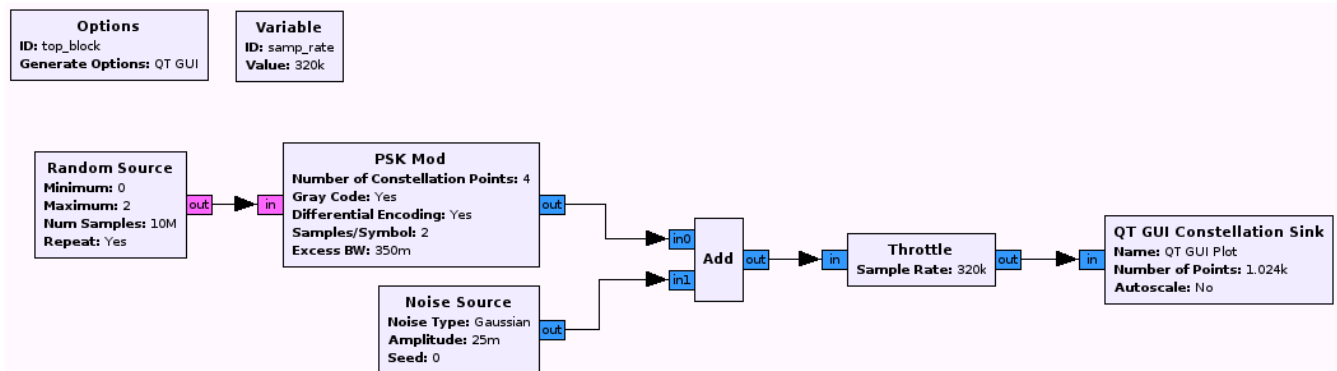 Options
ID: top_block
Generate Options: QT GUI
Variable
ID: samp_rate
Value: 320k
Random Source
Minimum: 0
Maximum: 2
Num Samples: 10M
Repeat: Yes
out
in
PSK Mod
Number of Constellation Points: 4
Gray Code: Yes
Differential Encoding: Yes
Samples/Symbol: 2
Excess BW: 350m
out
Noise Source
Noise Type: Gaussian
Amplitude: 25m
Seed: 0
out
in0
in1
Add
out
in
Throttle
Sample Rate: 320k
out
in
QT GUI Constellation Sink
Name: QT GUI Plot
Number of Points: 1.024k
Autoscale: No